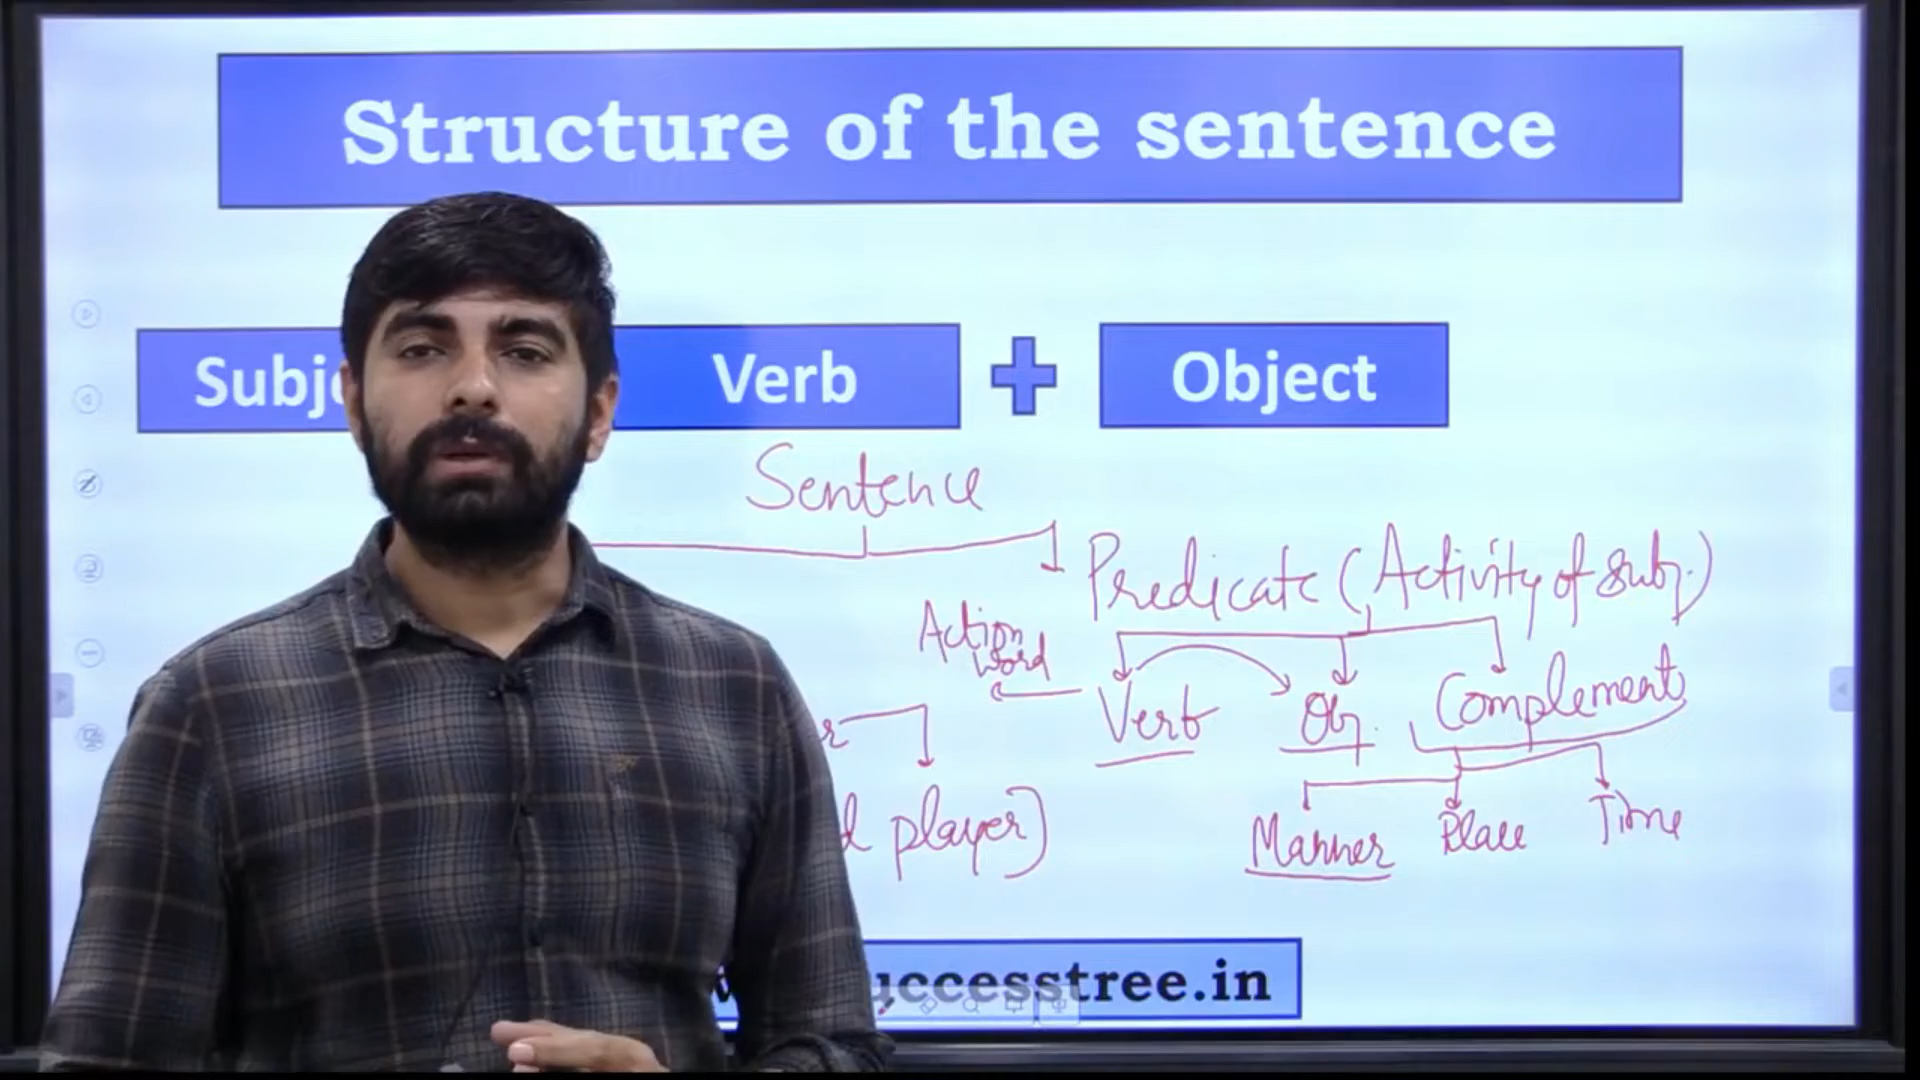 Structure of the sentence
Subje Verb + Object
Sentence
Predicate (Activity of subj.)
Action word
Verb Obj. Complement
player)
Manner Place Time
uccesstree.in